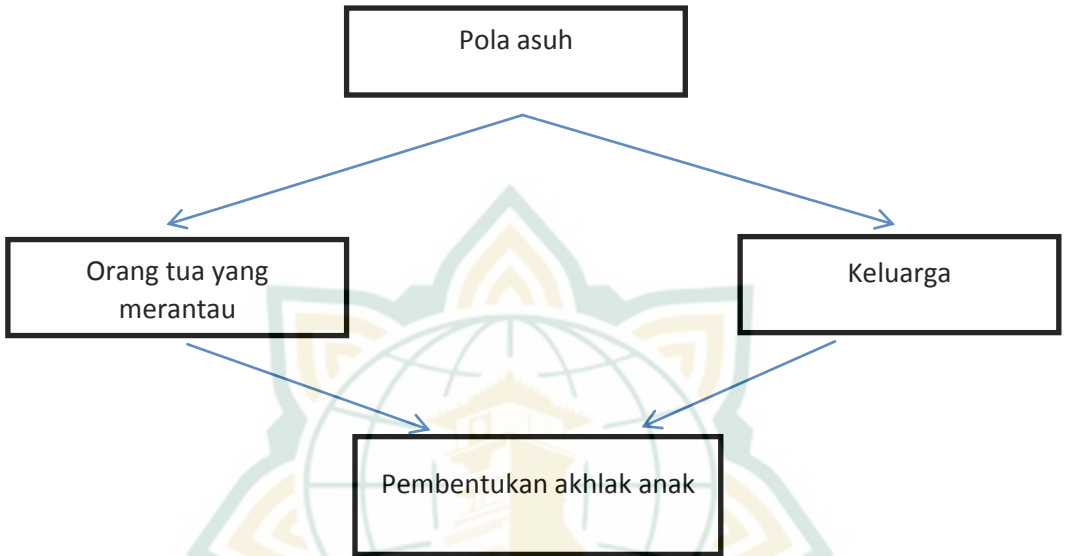 Pola asuh
Orang tua yang
merantau
Keluarga
Pembentukan akhlak anak